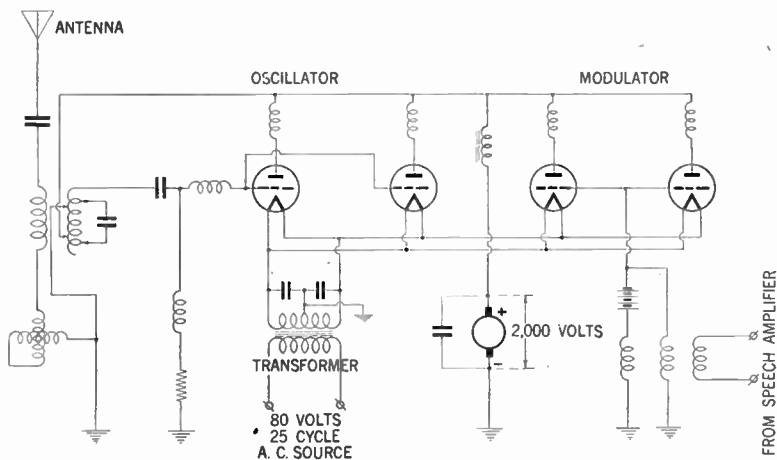 ANTENNA
OSCILLATOR
MODULATOR
+
2,000 VOLTS
-
TRANSFORMER
80 VOLTS
25 CYCLE
A. C. SOURCE
FROM SPEECH AMPLIFIER